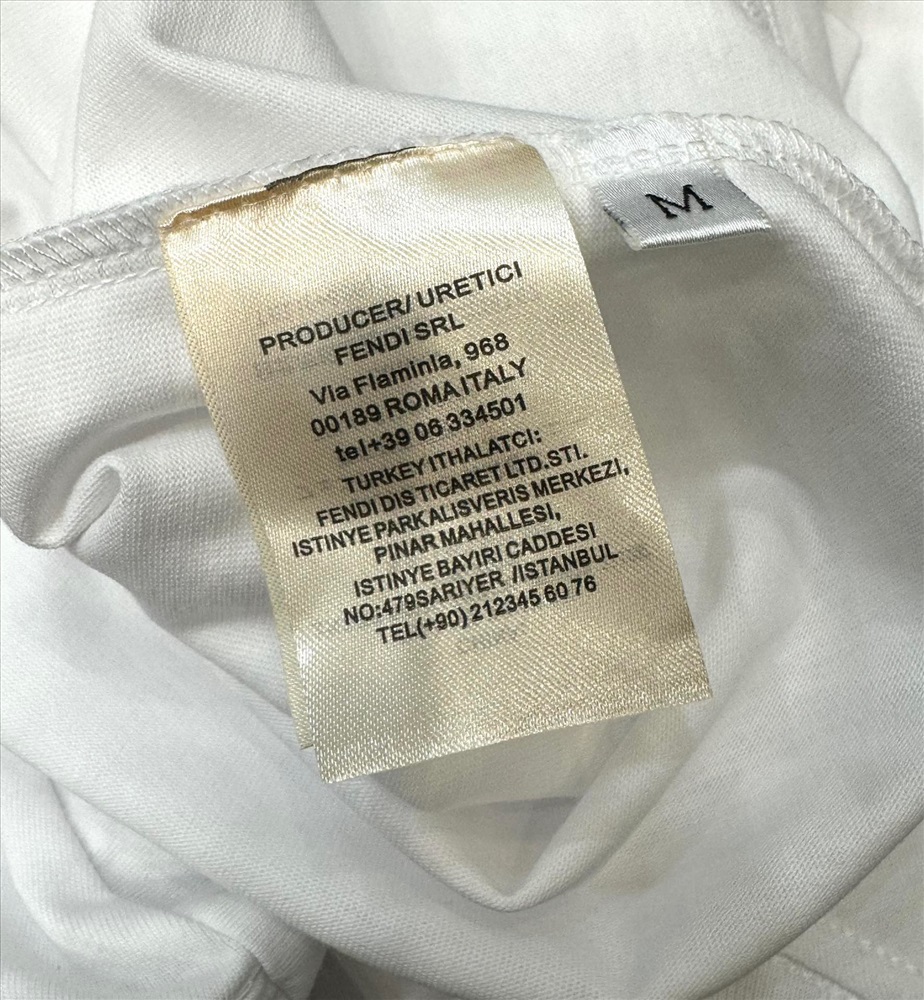 PRODUCER/ URETICI
FENDI SRL
Via Flaminia, 968
00189 ROMA ITALY
tel+39 06 334501
TURKEY ITHALATCI:
FENDI DIS TICARET LTD.STI.
ISTINYE PARK ALISVERIS MERKEZI,
PINAR MAHALLESI,
ISTINYE BAYIRI CADDESI
NO:479SARIYER /ISTANBUL
TEL(+90) 212345 60 76
M